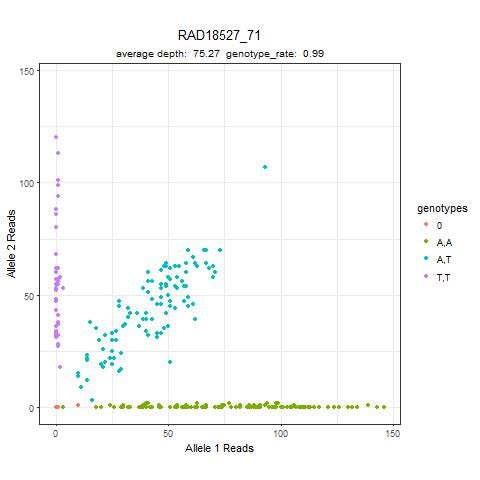 RAD18527_71
average depth:  75.27  genotype_rate:  0.99
150
100
50
0
Allele 2 Reads
0
50
100
150
Allele 1 Reads
genotypes
0
A,A
A,T
T,T